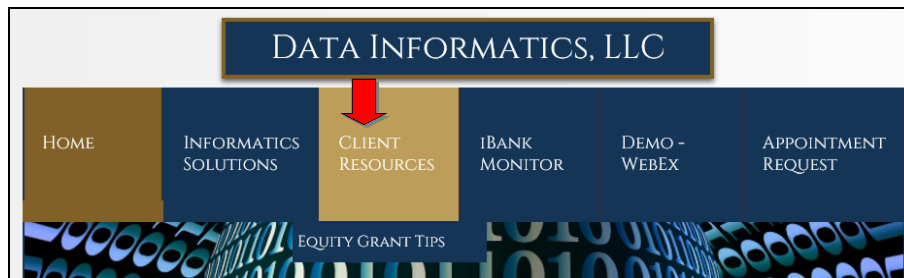 DATA INFORMATICS, LLC
HOME
INFORMATICS
SOLUTIONS
CLIENT
RESOURCES
IBANK
MONITOR
DEMO -
WEBEX
APPOINTMENT
REQUEST
EQUITY GRANT TIPS